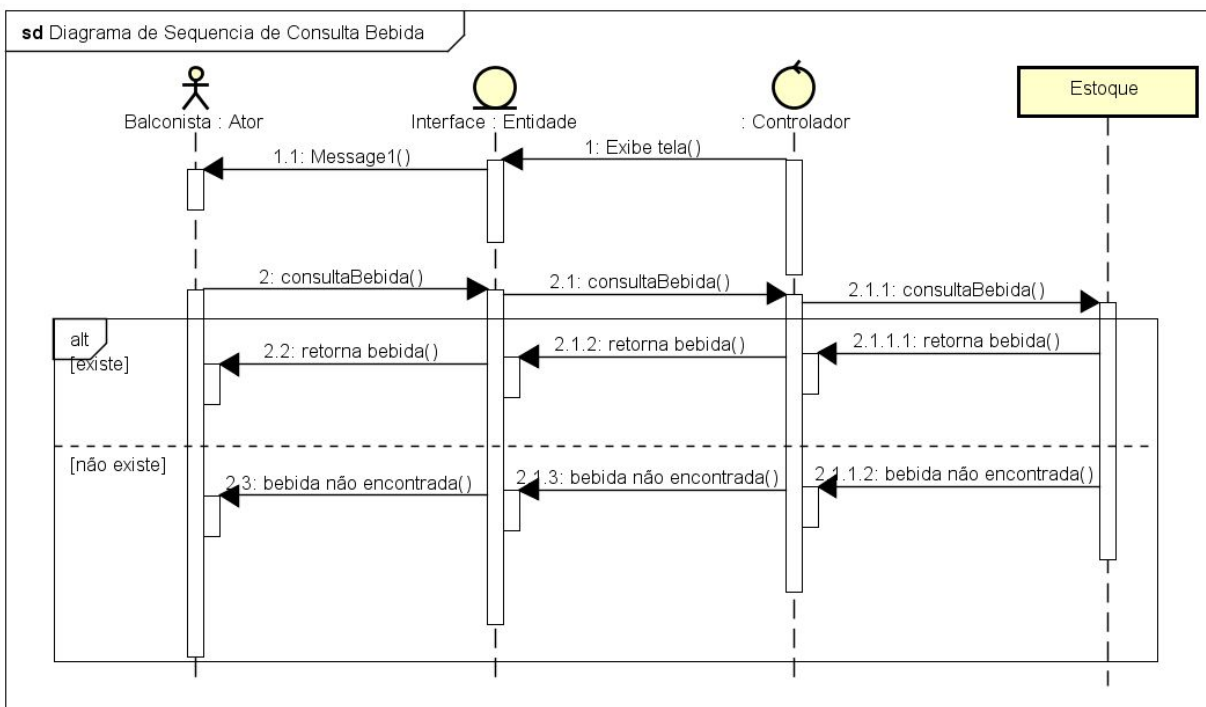 sd Diagrama de Sequencia de Consulta Bebida
Balconista : Ator
Interface : Entidade
: Controlador
Estoque
1: Exibe tela()
1.1: Message1()
2: consultaBebida()
2.1: consultaBebida()
2.1.1: consultaBebida()
alt
[existe]
2.2: retorna bebida()
2.1.2: retorna bebida()
2.1.1.1: retorna bebida()
[não existe]
2.3: bebida não encontrada()
2.1.3: bebida não encontrada()
2.1.1.2: bebida não encontrada()